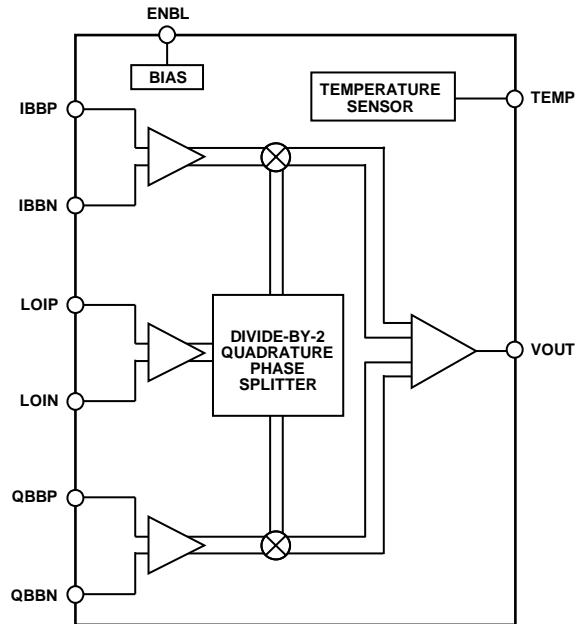 ENBL
BIAS
TEMPERATURE
SENSOR
TEMP
IBBP
IBBN
LOIP
DIVIDE-BY-2
QUADRATURE
PHASE
SPLITTER
VOUT
LOIN
QBBP
QBBN